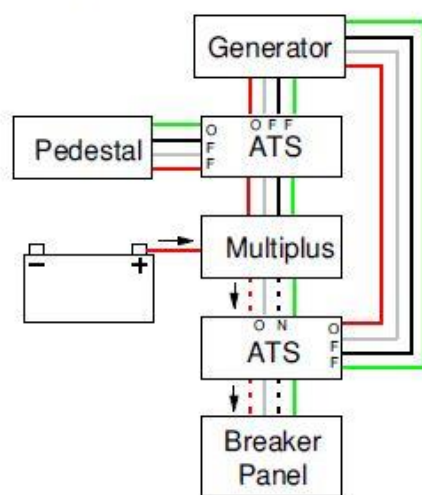 Generator
OFF
Pedestal
OFF
ATS
Multiplus
- +
ON
OFF
ATS
Breaker
Panel